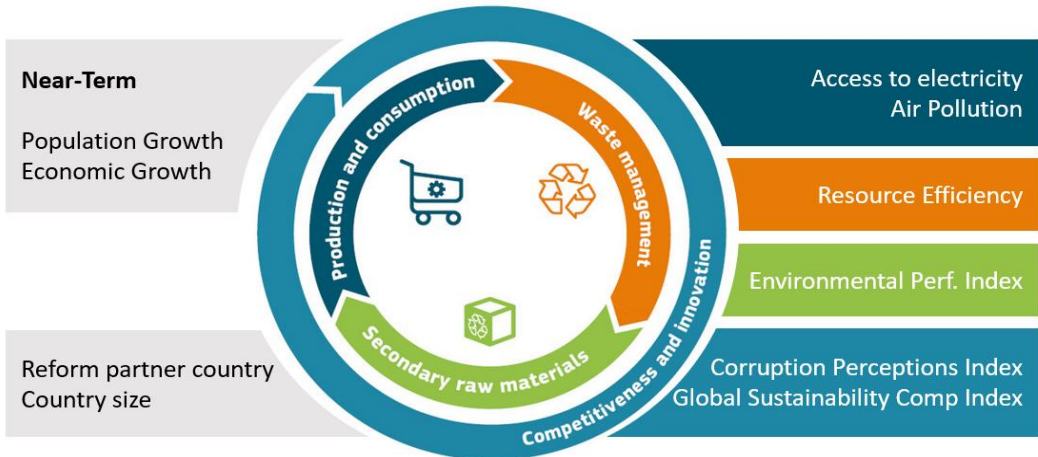 Near-Term
Population Growth
Economic Growth
Reform partner country
Country size
Production and consumption
Waste management
Secondary raw materials
Competitiveness and innovation
Access to electricity
Air Pollution
Resource Efficiency
Environmental Perf. Index
Corruption Perceptions Index
Global Sustainability Comp Index